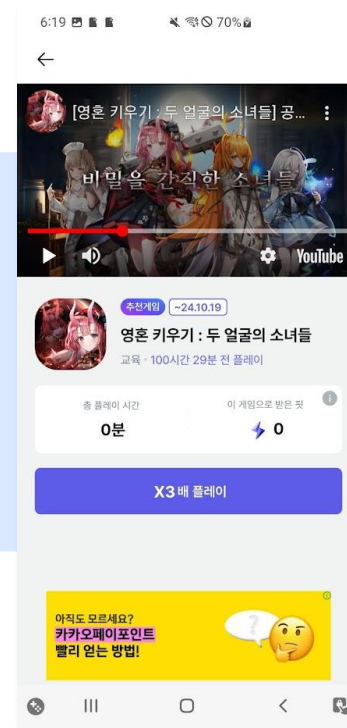 6:19
70%
[영혼 키우기 : 두 얼굴의 소녀들] 공...
비밀을 간직한 소녀들
YouTube
추천게임 ~24.10.19
영혼 키우기 : 두 얼굴의 소녀들
교육 · 100시간 29분 전 플레이
총 플레이 시간
0분
이 게임으로 받은 핏
0
X3배 플레이
아직도 모르세요?
카카오페이포인트
빨리 얻는 방법!